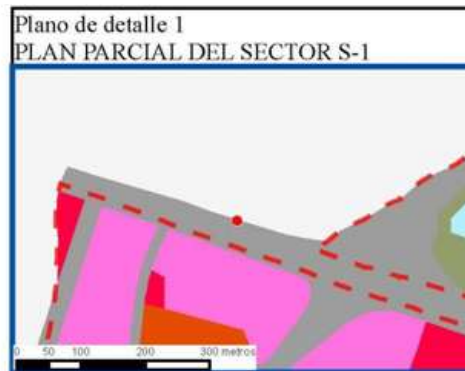 Plano de detalle 1
PLAN PARCIAL DEL SECTOR S-1
0 50 100 200 300 metros